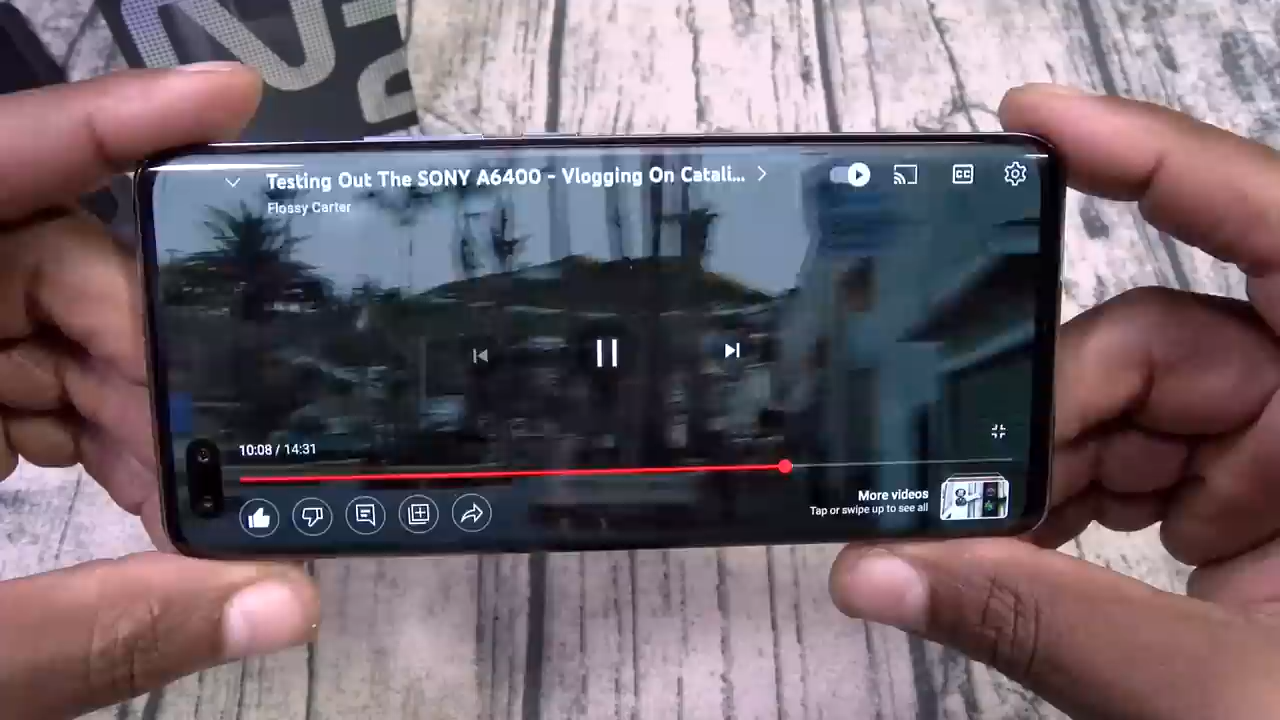 Testing Out The SONY A6400 - Vlogging On Catali...
Flossy Carter
CC
10:08 / 14:31
More videos
Tap or swipe up to see all